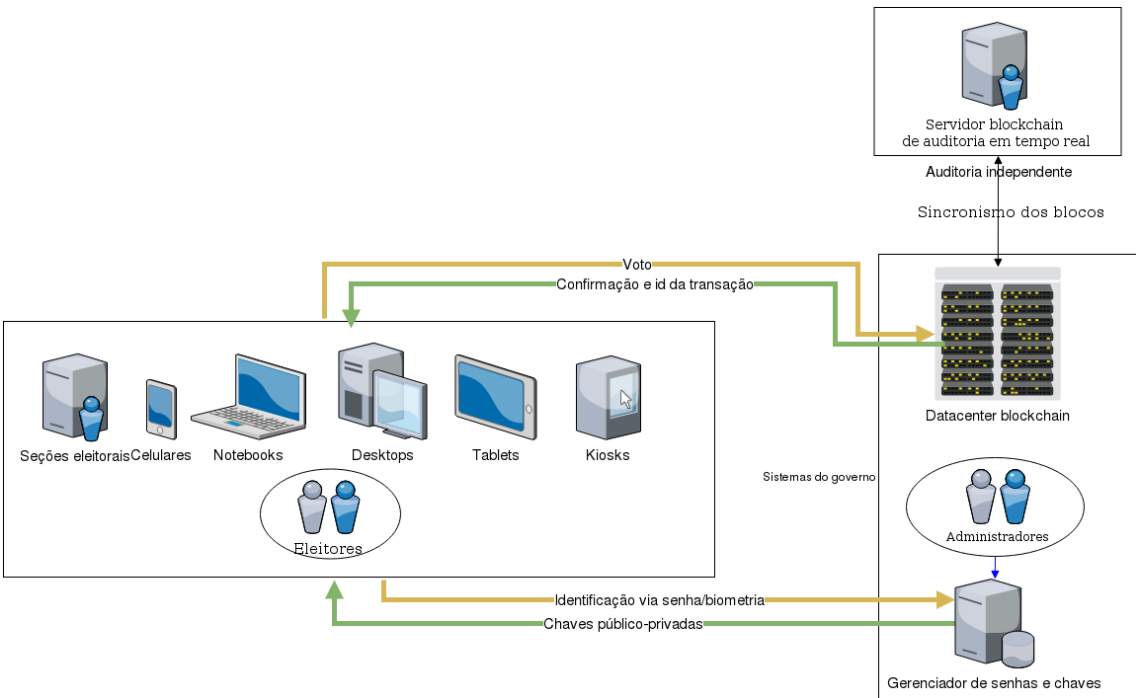 Servidor blockchain
de auditoria em tempo real
Auditoria independente
Sincronismo dos blocos
Voto
Confirmação e id da transação
Datacenter blockchain
Seções eleitorais
Celulares
Notebooks
Desktops
Tablets
Kiosks
Sistemas do governo
Eleitores
Administradores
Identificação via senha/biometria
Chaves público-privadas
Gerenciador de senhas e chaves